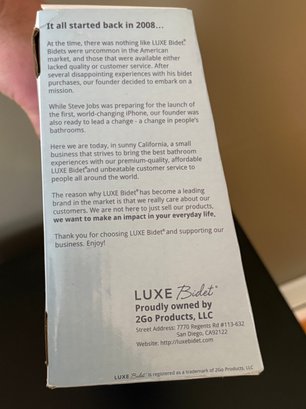 It all started back in 2008...
At the time, there was nothing like LUXE Bidet®
Bidets were uncommon in the American
market, and those that were available either
lacked quality or customer service. After
several disappointing experiences with his bidet
purchases, our founder decided to embark on a
mission.
While Steve Jobs was preparing for the launch of
the first, world-changing iPhone, our founder was
also ready to lead a change - a change in people's
bathrooms.
Here we are today, in sunny California, a small
business that strives to bring the best bathroom
experiences with our premium-quality, affordable
LUXE Bidet® and unbeatable customer service to
people all around the world.
The reason why LUXE Bidet® has become a leading
brand in the market is that we really care about our
customers. We are not here to just sell our products,
we want to make an impact in your everyday life.
Thank you for choosing LUXE Bidet® and supporting our
business. Enjoy!
LUXE Bidet™
Proudly owned by
2Go Products, LLC
Street Address: 7770 Regents Rd #113-632
San Diego, CA92122
Website: http://luxebidet.com
LUXE Bidet® is registered as a trademark of 2Go Products, LLC